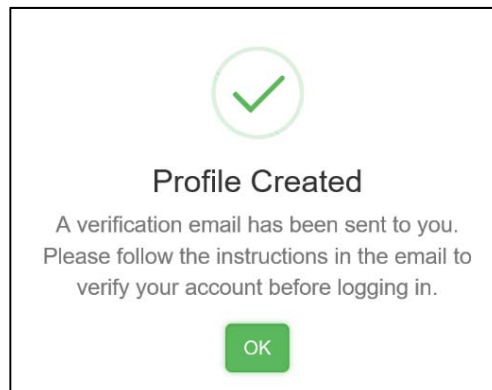 Profile Created
A verification email has been sent to you.
Please follow the instructions in the email to
verify your account before logging in.
OK